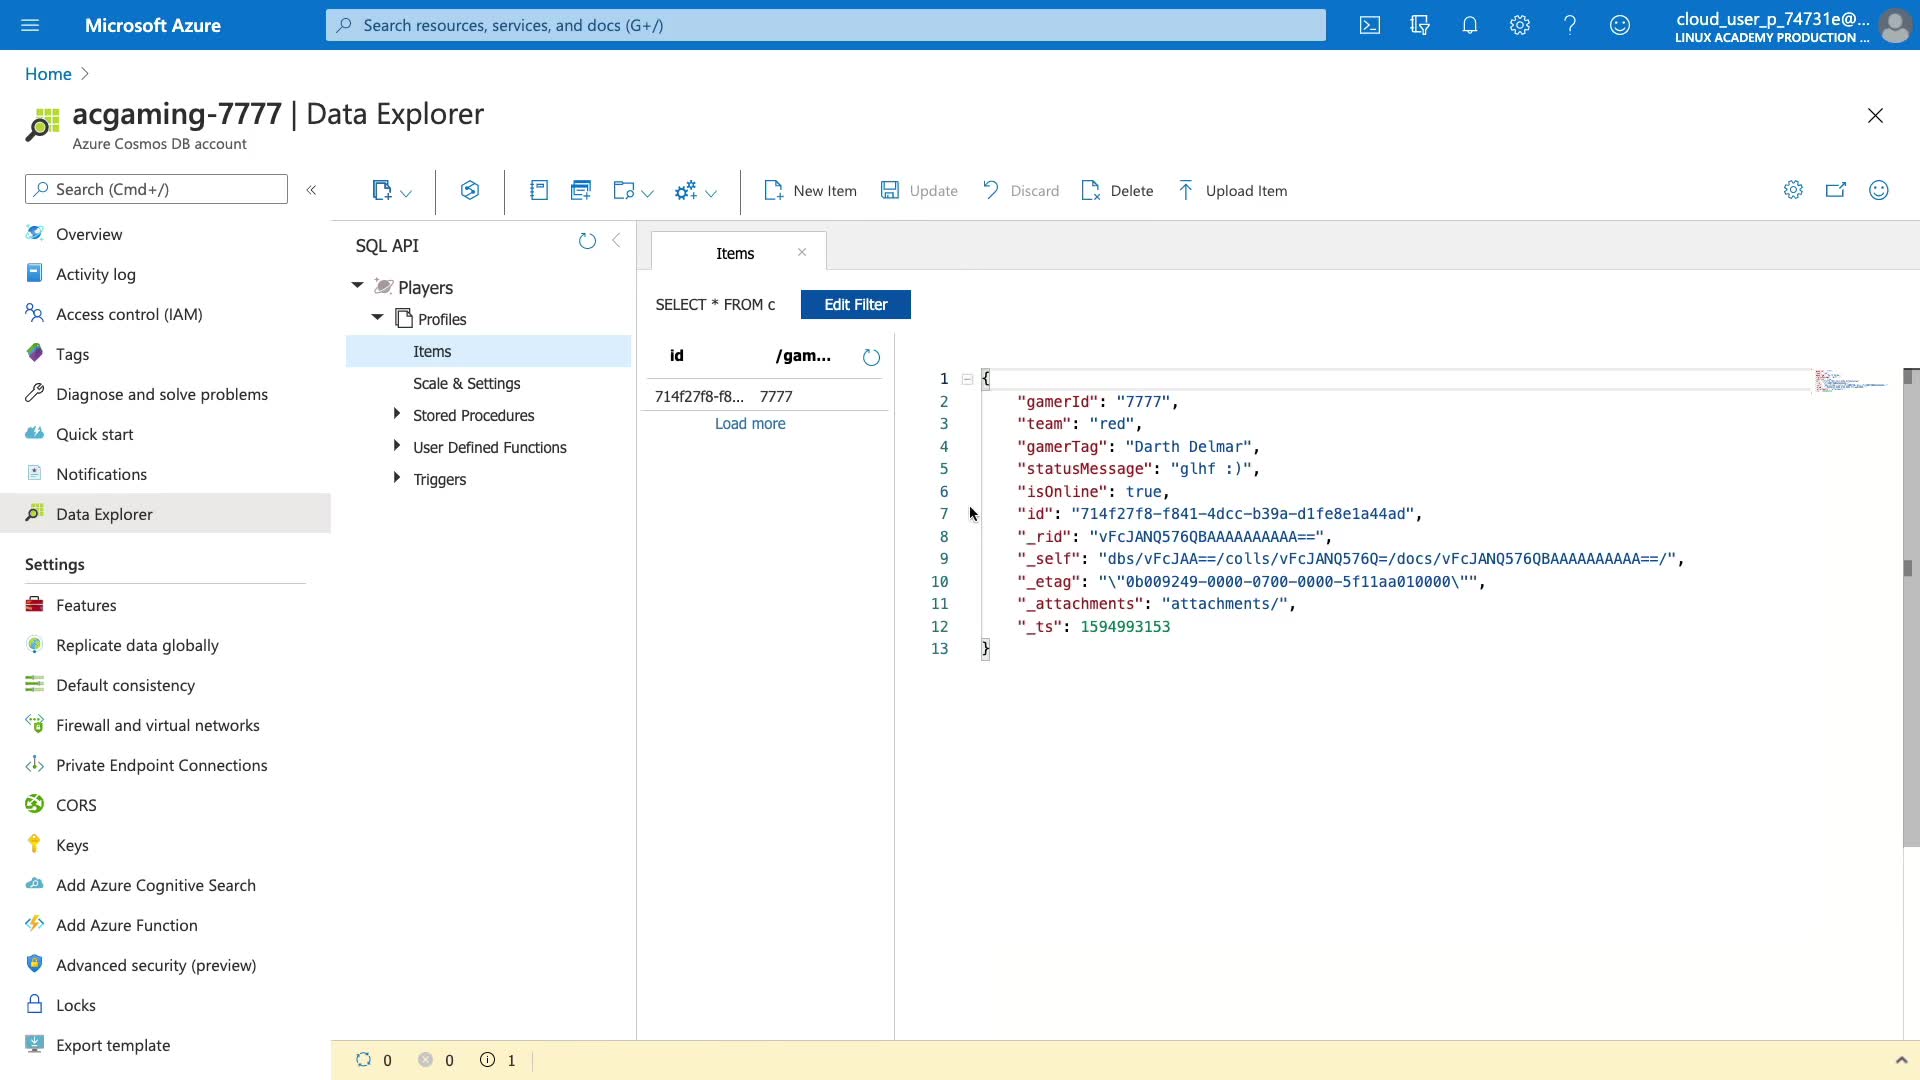 Microsoft Azure
Search resources, services, and docs (G+/)
cloud_user_p_74731e@...
LINUX ACADEMY PRODUCTION ...
Home
acgaming-7777 | Data Explorer
Azure Cosmos DB account
Search (Cmd+/)
«
New Item
Update
Discard
Delete
Upload Item
Overview
Activity log
Access control (IAM)
Tags
Diagnose and solve problems
Quick start
Notifications
Data Explorer
Settings
Features
Replicate data globally
Default consistency
Firewall and virtual networks
Private Endpoint Connections
CORS
Keys
Add Azure Cognitive Search
Add Azure Function
Advanced security (preview)
Locks
Export template
SQL API
Players
Profiles
Items
Scale & Settings
Stored Procedures
User Defined Functions
Triggers
Items
SELECT * FROM c
Edit Filter
id /gam...
714f27f8-f8... 7777
Load more
1 {
2 "gamerId": "7777",
3 "team": "red",
4 "gamerTag": "Darth Delmar",
5 "statusMessage": "glhf :)",
6 "isOnline": true,
7 "id": "714f27f8-f841-4dcc-b39a-d1fe8e1a44ad",
8 "_rid": "vFcJANQ576QBAAAAAAAAAA==",
9 "_self": "dbs/vFcJAA==/colls/vFcJANQ576Q=/docs/vFcJANQ576QBAAAAAAAAAA==/",
10 "_etag": "\"0b009249-0000-0700-0000-5f11aa010000\"",
11 "_attachments": "attachments/",
12 "_ts": 1594993153
13 }
0 0 1